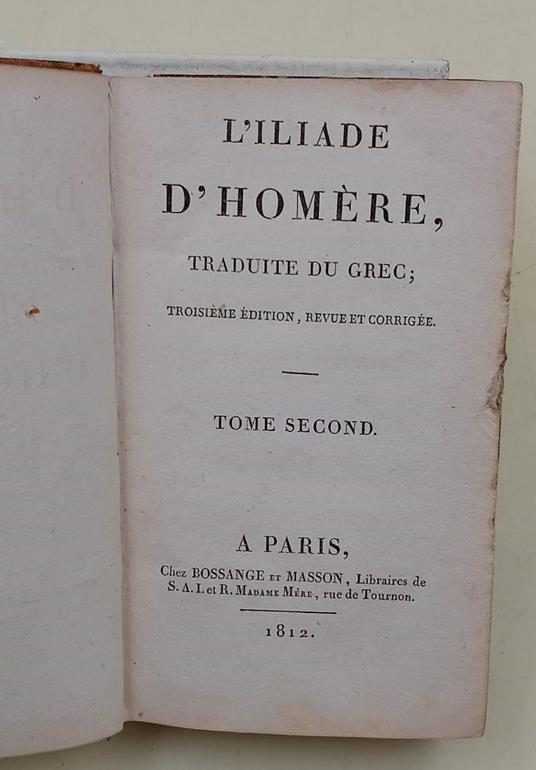 L'ILIADE
D'HOMÈRE,
TRADUITE DU GREC;
TROISIÈME ÉDITION, REVUE ET CORRIGÉE.
TOME SECOND.
A PARIS,
Chez BOSSANGE ET MASSON, Libraires de
S. A. I. et R. MADAME MÈRE, rue de Tournon.
1812.